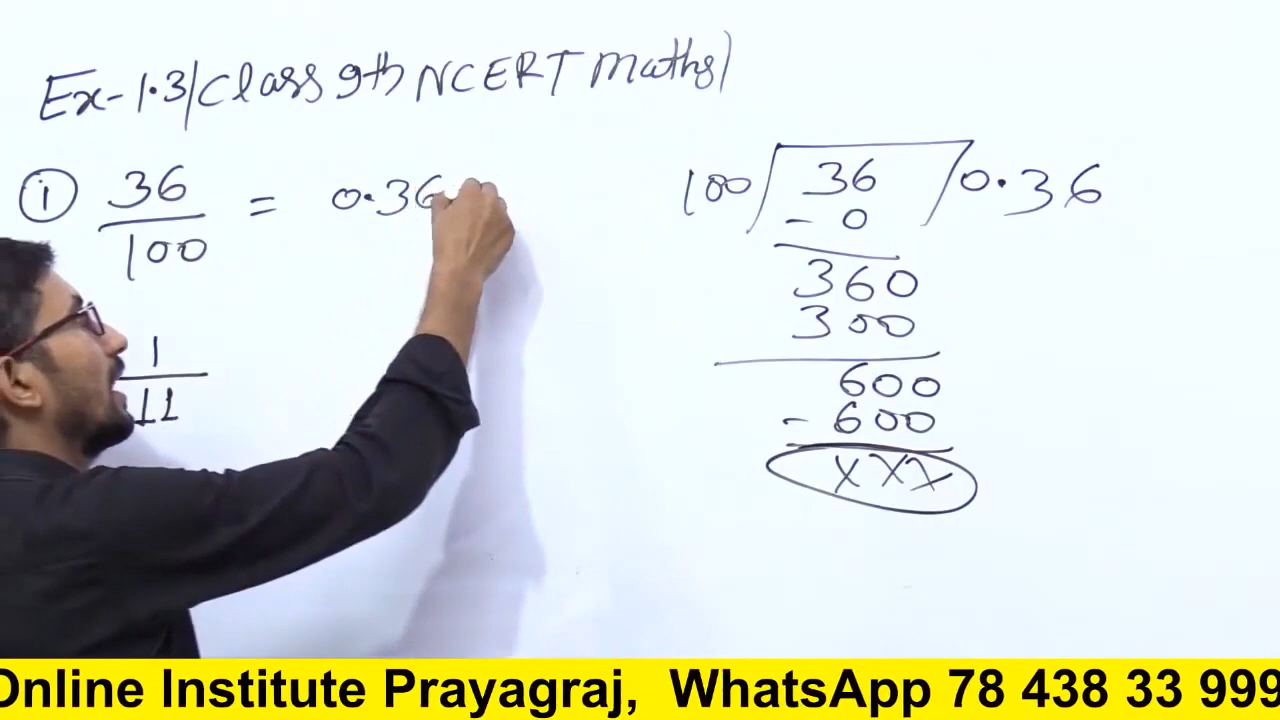 Ex-1.3/Class 9th NCERT Maths/
① 36/100 = 0.36
1/11
100 36 0.36
- 0
360
300
600
- 600
XXX
Online Institute Prayagraj, WhatsApp 78 438 33 999